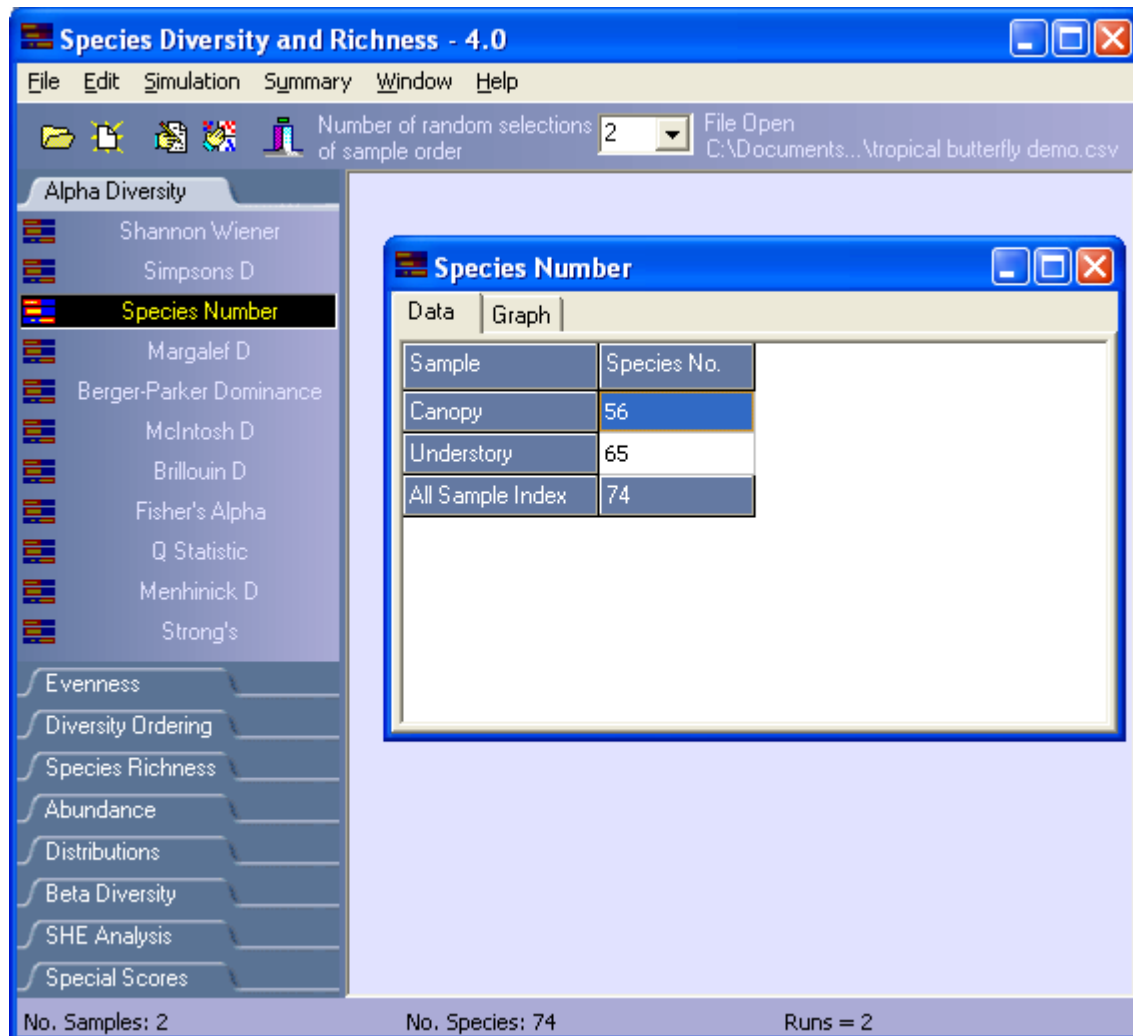 Species Diversity and Richness - 4.0
File Edit Simulation Summary Window Help
Number of random selections of sample order
2
File Open
C:\Documents...\tropical butterfly demo.csv
Alpha Diversity
Shannon Wiener
Simpsons D
Species Number
Margalef D
Berger-Parker Dominance
McIntosh D
Brillouin D
Fisher's Alpha
Q Statistic
Menhinick D
Strong's
Evenness
Diversity Ordering
Species Richness
Abundance
Distributions
Beta Diversity
SHE Analysis
Special Scores
Species Number
Data Graph
Sample Species No.
Canopy 56
Understory 65
All Sample Index 74
No. Samples: 2 No. Species: 74 Runs = 2